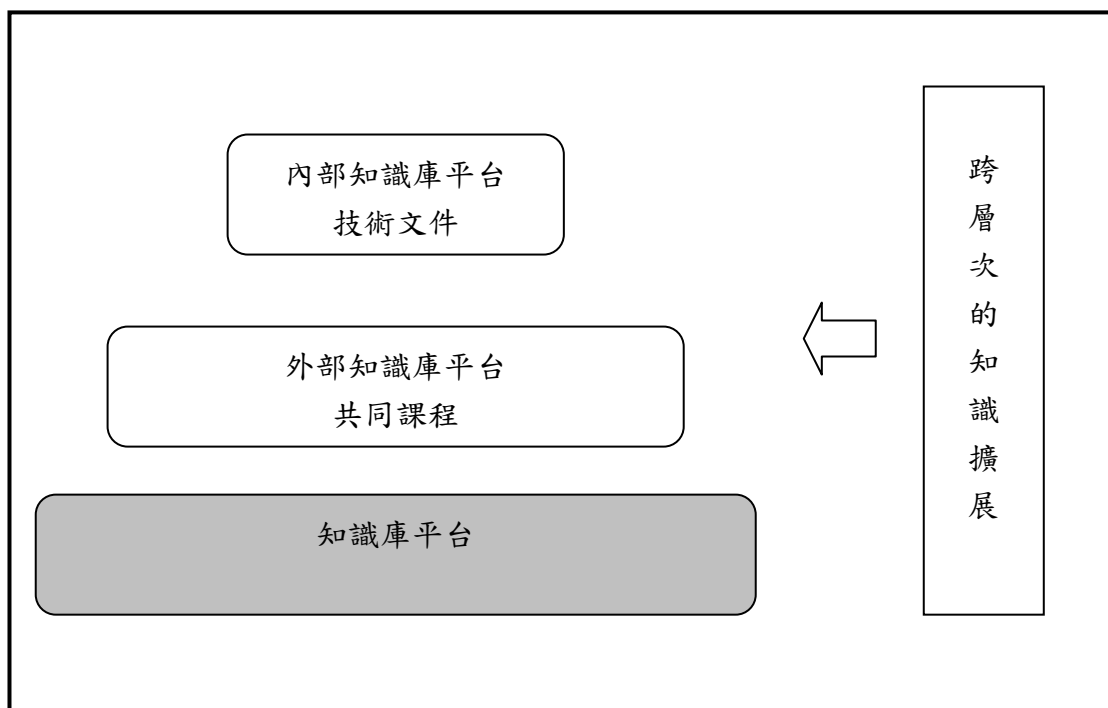 內部知識庫平台
技術文件
外部知識庫平台
共同課程
知識庫平台
跨層次的知識擴展